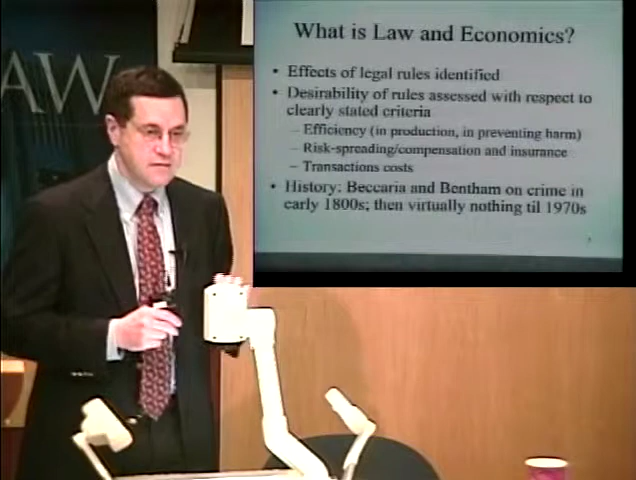 AW
What is Law and Economics?
• Effects of legal rules identified
• Desirability of rules assessed with respect to
clearly stated criteria
– Efficiency (in production, in preventing harm)
– Risk-spreading/compensation and insurance
– Transactions costs
• History: Beccaria and Bentham on crime in
early 1800s; then virtually nothing til 1970s